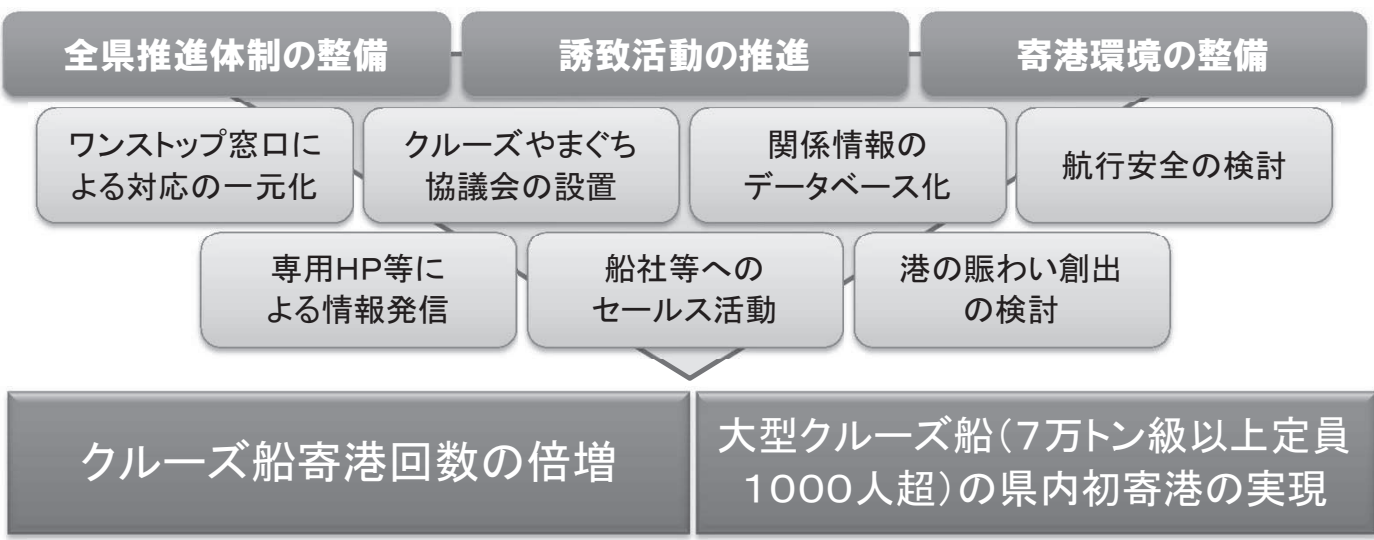 全県推進体制の整備
誘致活動の推進
寄港環境の整備
ワンストップ窓口に
よる対応の一元化
クルーズやまぐち
協議会の設置
関係情報の
データベース化
航行安全の検討
専用HP等に
よる情報発信
船社等への
セールス活動
港の賑わい創出
の検討
クルーズ船寄港回数の倍増
大型クルーズ船(7万トン級以上定員
1000人超)の県内初寄港の実現